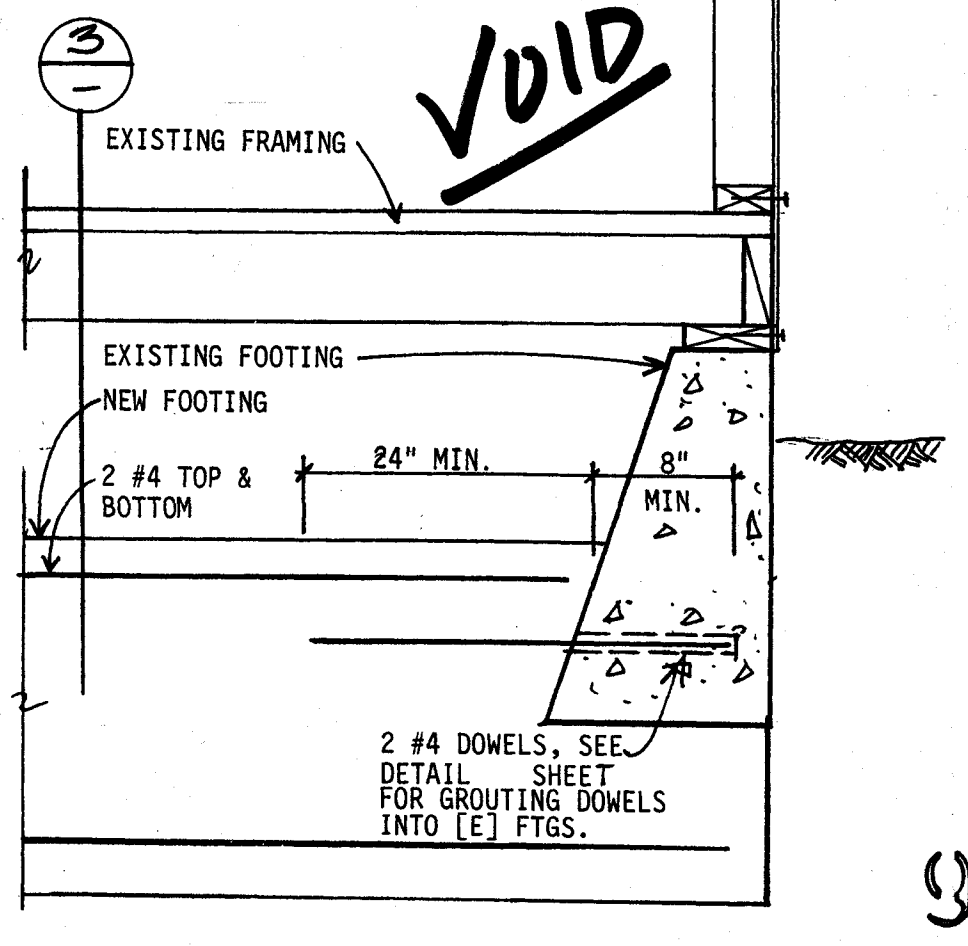 3
–
VOID
EXISTING FRAMING
EXISTING FOOTING
NEW FOOTING
24" MIN.
8"
MIN.
2 #4 TOP &
BOTTOM
2 #4 DOWELS, SEE
DETAIL SHEET
FOR GROUTING DOWELS
INTO [E] FTGS.